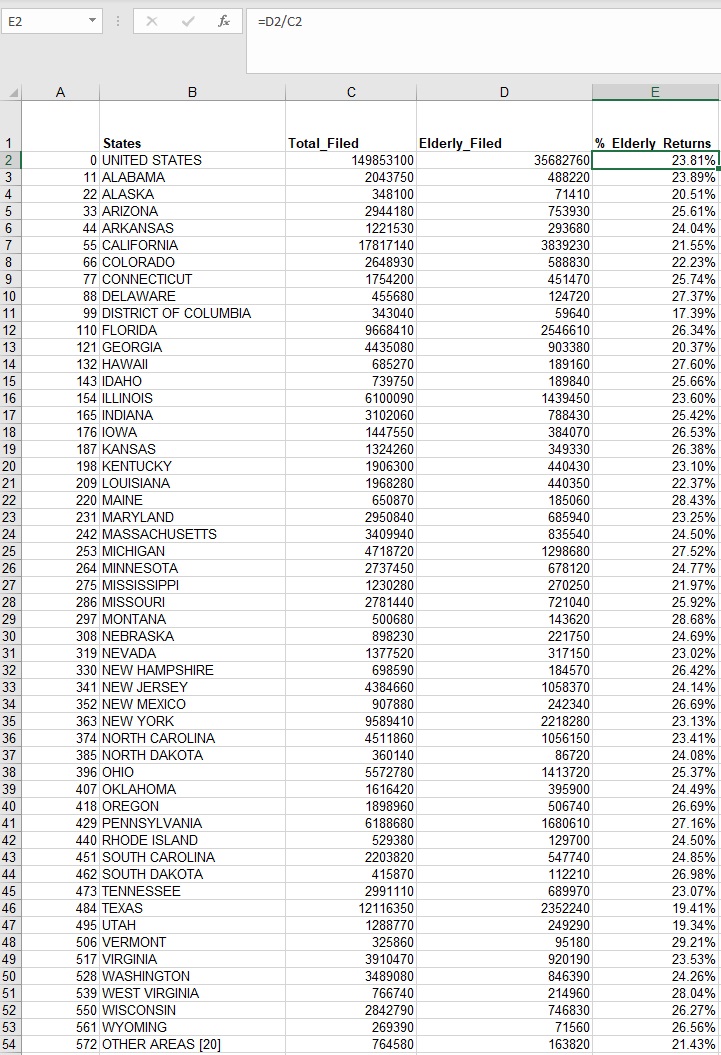 E2 fx =D2/C2
A B C D E
1 States Total_Filed Elderly_Filed % Elderly Returns
2 0 UNITED STATES 149853100 35682760 23.81%
3 11 ALABAMA 2043750 488220 23.89%
4 22 ALASKA 348100 71410 20.51%
5 33 ARIZONA 2944180 753930 25.61%
6 44 ARKANSAS 1221530 293680 24.04%
7 55 CALIFORNIA 17817140 3839230 21.55%
8 66 COLORADO 2648930 588830 22.23%
9 77 CONNECTICUT 1754200 451470 25.74%
10 88 DELAWARE 455680 124720 27.37%
11 99 DISTRICT OF COLUMBIA 343040 59640 17.39%
12 110 FLORIDA 9668410 2546610 26.34%
13 121 GEORGIA 4435080 903380 20.37%
14 132 HAWAII 685270 189160 27.60%
15 143 IDAHO 739750 189840 25.66%
16 154 ILLINOIS 6100090 1439450 23.60%
17 165 INDIANA 3102060 788430 25.42%
18 176 IOWA 1447550 384070 26.53%
19 187 KANSAS 1324260 349330 26.38%
20 198 KENTUCKY 1906300 440430 23.10%
21 209 LOUISIANA 1968280 440350 22.37%
22 220 MAINE 650870 185060 28.43%
23 231 MARYLAND 2950840 685940 23.25%
24 242 MASSACHUSETTS 3409940 835540 24.50%
25 253 MICHIGAN 4718720 1298680 27.52%
26 264 MINNESOTA 2737450 678120 24.77%
27 275 MISSISSIPPI 1230280 270250 21.97%
28 286 MISSOURI 2781440 721040 25.92%
29 297 MONTANA 500680 143620 28.68%
30 308 NEBRASKA 898230 221750 24.69%
31 319 NEVADA 1377520 317150 23.02%
32 330 NEW HAMPSHIRE 698590 184570 26.42%
33 341 NEW JERSEY 4384660 1058370 24.14%
34 352 NEW MEXICO 907880 242340 26.69%
35 363 NEW YORK 9589410 2218280 23.13%
36 374 NORTH CAROLINA 4511860 1056150 23.41%
37 385 NORTH DAKOTA 360140 86720 24.08%
38 396 OHIO 5572780 1413720 25.37%
39 407 OKLAHOMA 1616420 395900 24.49%
40 418 OREGON 1898960 506740 26.69%
41 429 PENNSYLVANIA 6188680 1680610 27.16%
42 440 RHODE ISLAND 529380 129700 24.50%
43 451 SOUTH CAROLINA 2203820 547740 24.85%
44 462 SOUTH DAKOTA 415870 112210 26.98%
45 473 TENNESSEE 2991110 689970 23.07%
46 484 TEXAS 12116350 2352240 19.41%
47 495 UTAH 1288770 249290 19.34%
48 506 VERMONT 325860 95180 29.21%
49 517 VIRGINIA 3910470 920190 23.53%
50 528 WASHINGTON 3489080 846390 24.26%
51 539 WEST VIRGINIA 766740 214960 28.04%
52 550 WISCONSIN 2842790 746830 26.27%
53 561 WYOMING 269390 71560 26.56%
54 572 OTHER AREAS [20] 764580 163820 21.43%